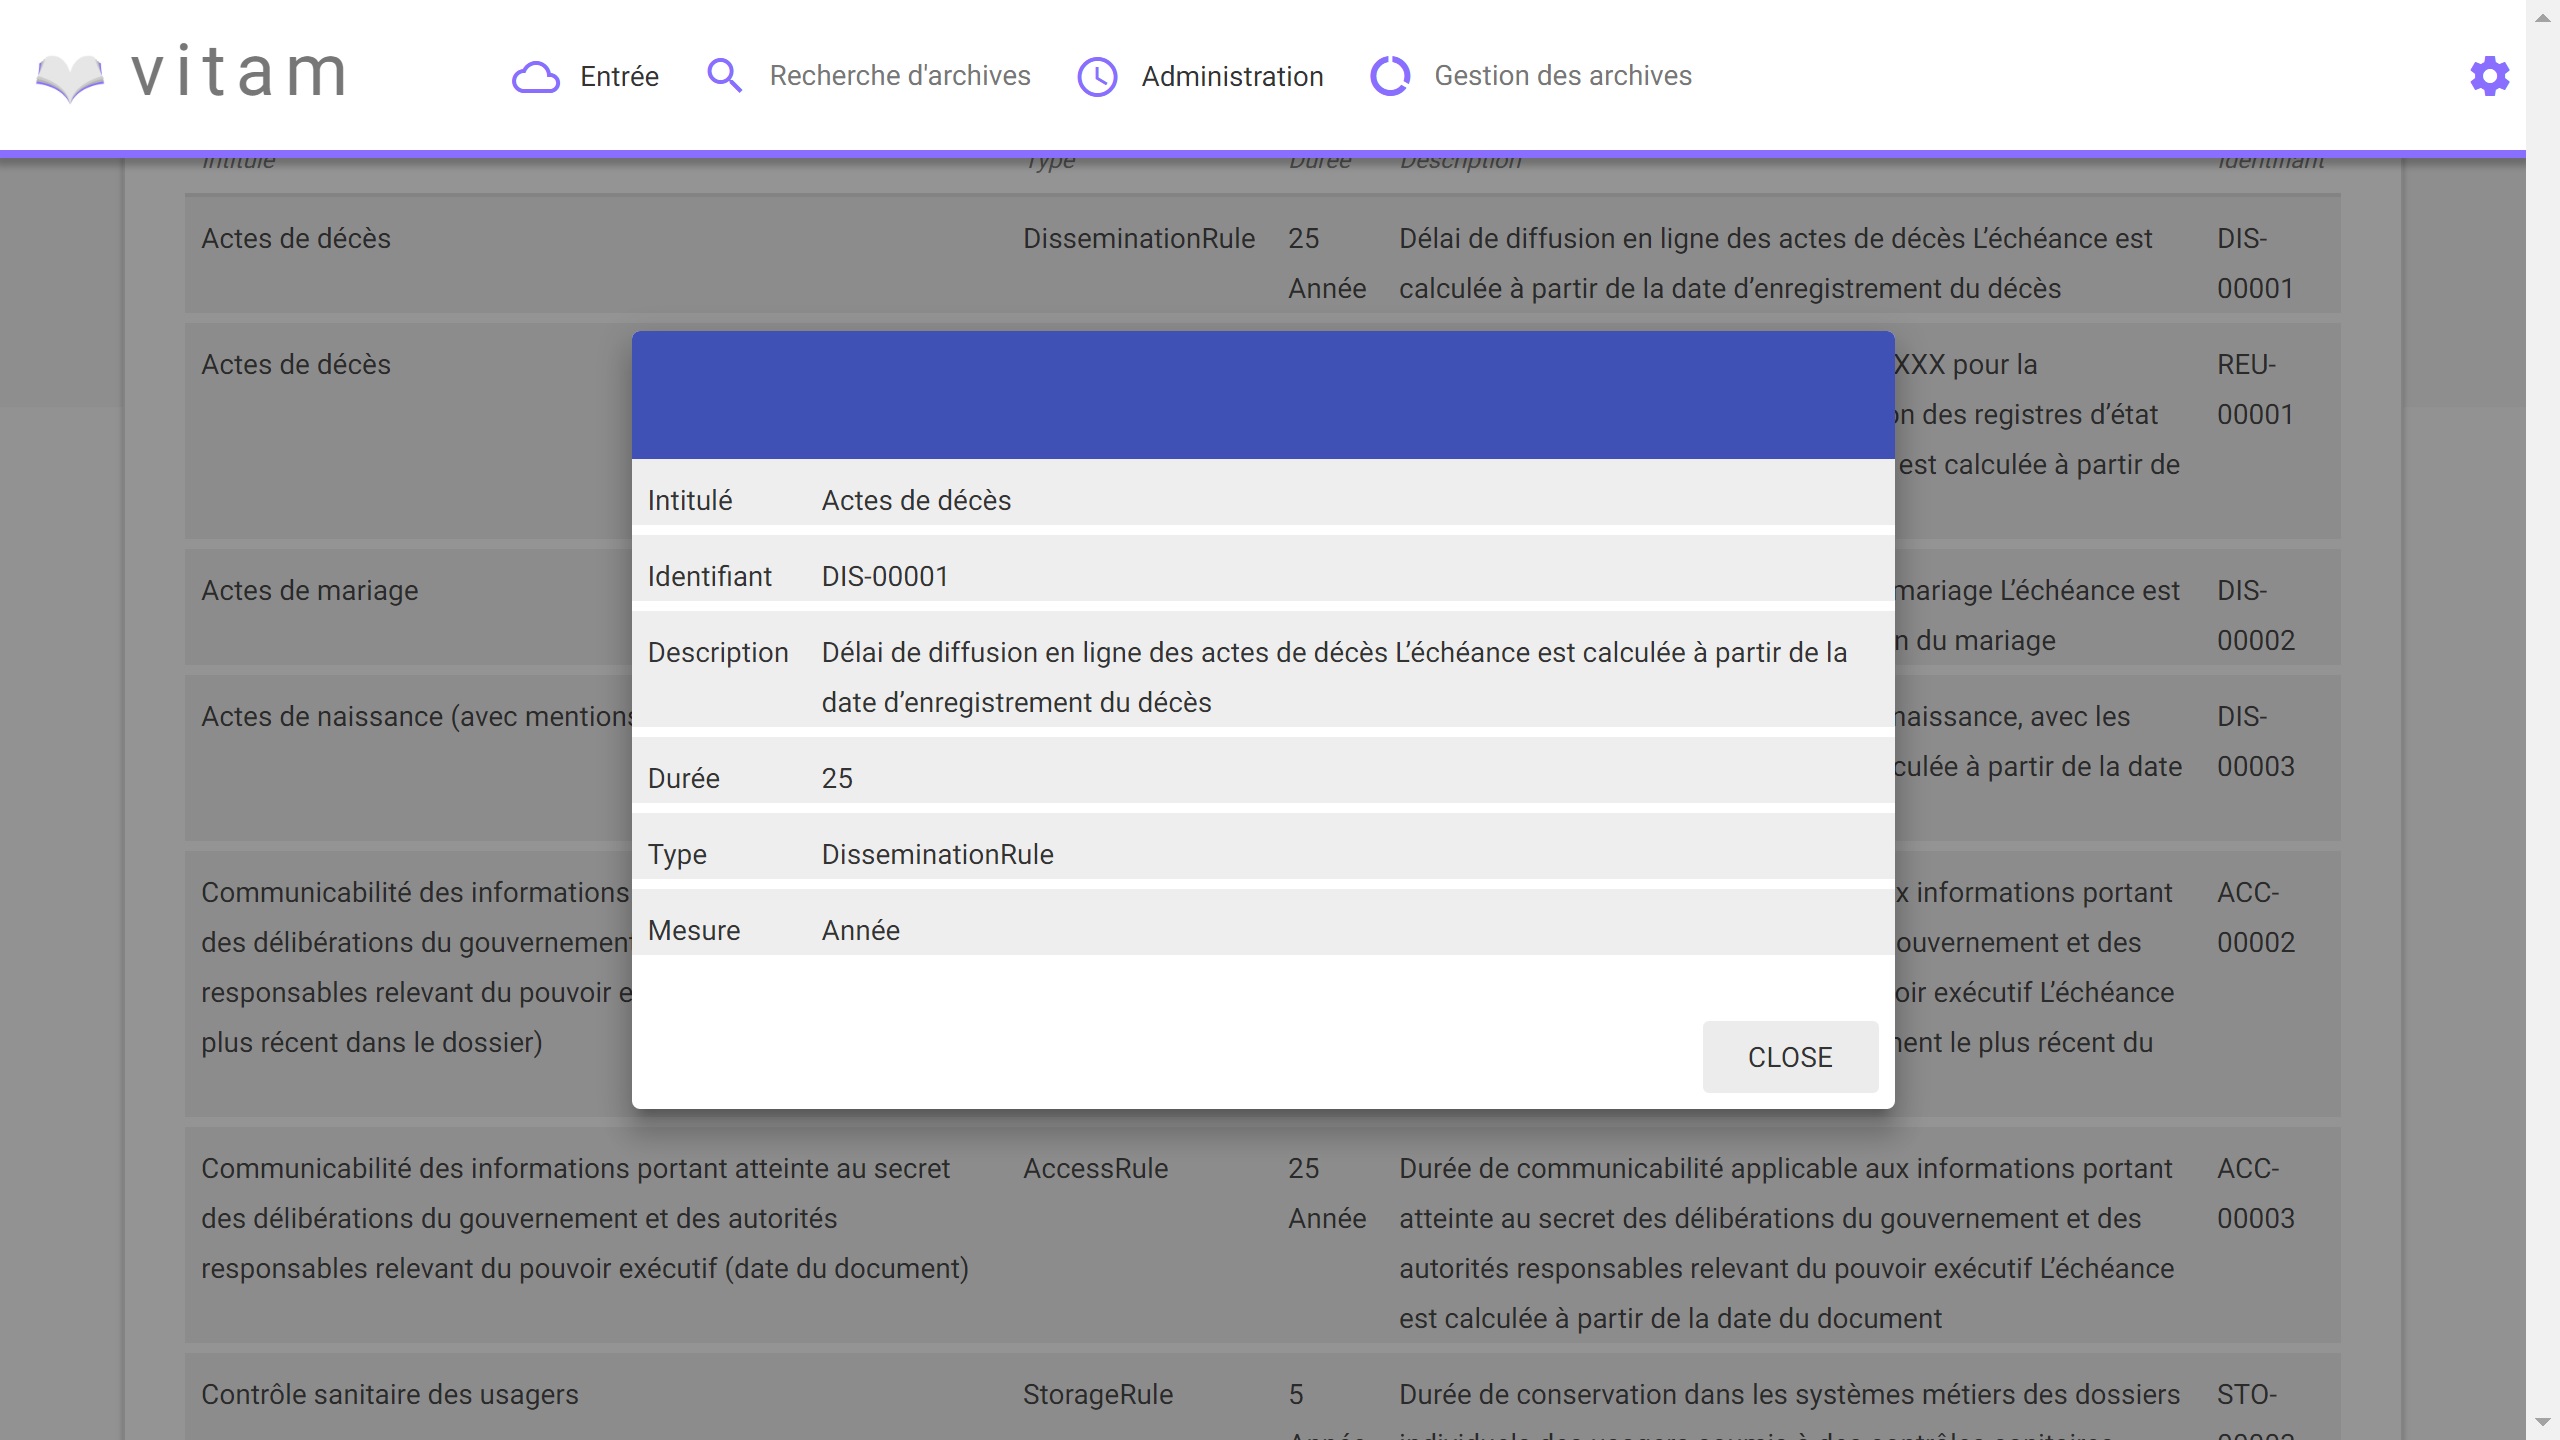 vitam
Entrée
Recherche d'archives
Administration
Gestion des archives
Intitulé Type Durée Description Identifiant
Actes de décès DisseminationRule 25 Délai de diffusion en ligne des actes de décès L’échéance est DIS-
Année calculée à partir de la date d’enregistrement du décès 00001
Actes de décès XXX pour la REU-
des registres d’état 00001
est calculée à partir de
Actes de mariage mariage L’échéance est DIS-
du mariage 00002
Actes de naissance (avec mentions naissance, avec les DIS-
à partir de la date 00003
Communicabilité des informations informations portant ACC-
des délibérations du gouvernement gouvernement et des 00002
responsables relevant du pouvoir exécutif L’échéance
plus récent dans le dossier) le plus récent du
Intitulé Actes de décès
Identifiant DIS-00001
Description Délai de diffusion en ligne des actes de décès L’échéance est calculée à partir de la
date d’enregistrement du décès
Durée 25
Type DisseminationRule
Mesure Année
CLOSE
Communicabilité des informations portant atteinte au secret AccessRule 25 Durée de communicabilité applicable aux informations portant ACC-
des délibérations du gouvernement et des autorités Année atteinte au secret des délibérations du gouvernement et des 00003
responsables relevant du pouvoir exécutif (date du document) autorités responsables relevant du pouvoir exécutif L’échéance
est calculée à partir de la date du document
Contrôle sanitaire des usagers StorageRule 5 Durée de conservation dans les systèmes métiers des dossiers STO-